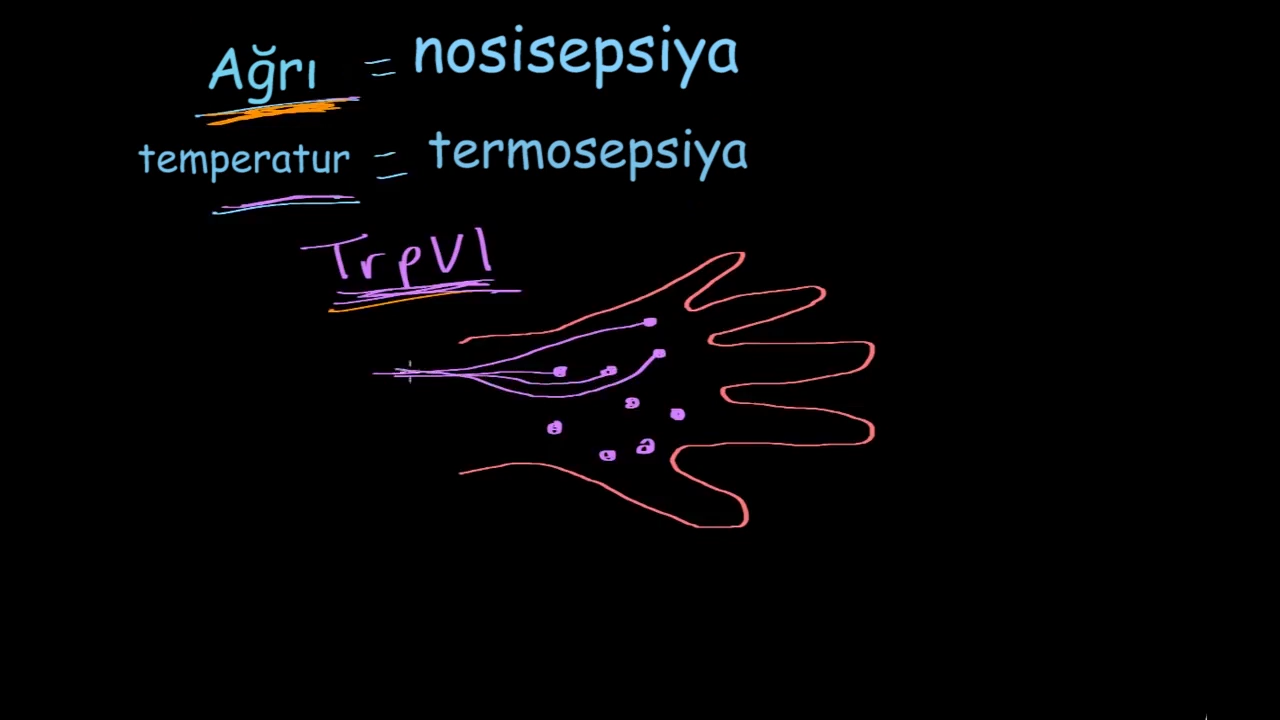 Ağrı = nosisepsiya
temperatur = termosepsiya
TrpV1